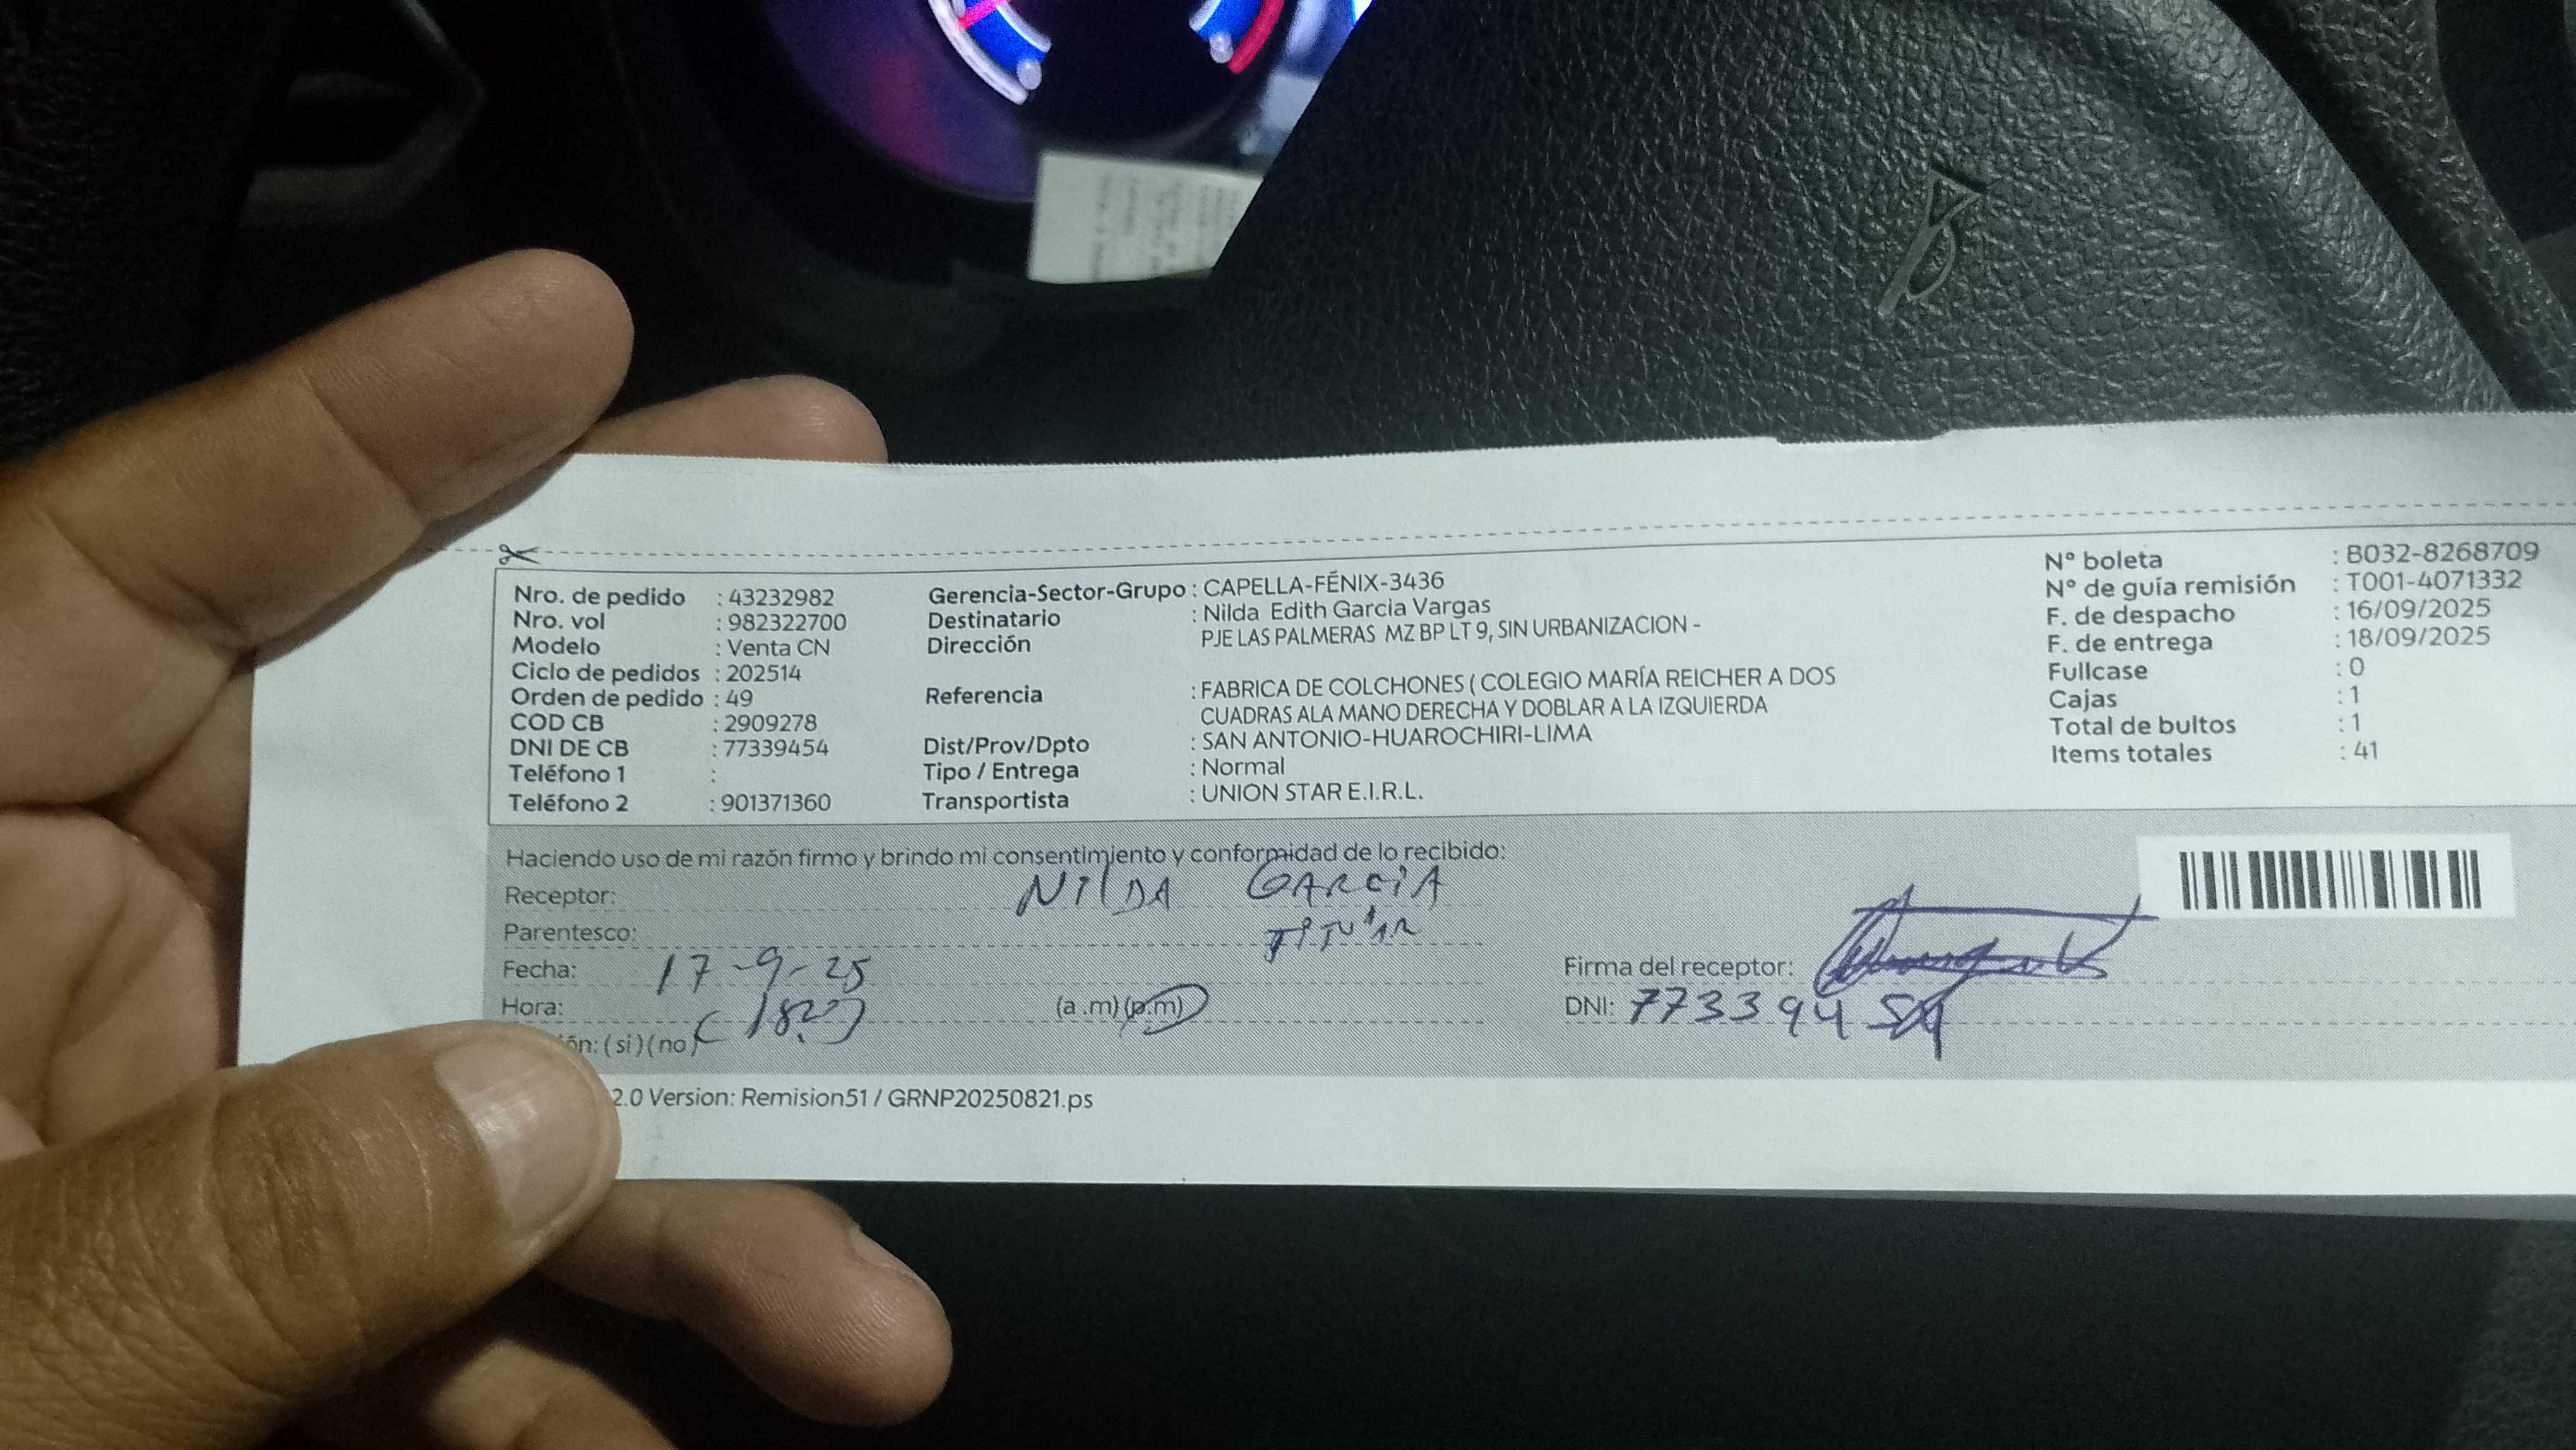 Nro. de pedido : 43232982
Nro. vol : 982322700
Modelo : Venta CN
Ciclo de pedidos : 202514
Orden de pedido : 49
COD CB : 2909278
DNI DE CB : 77339454
Teléfono 1 :
Teléfono 2 : 901371360
Gerencia-Sector-Grupo : CAPELLA-FÉNIX-3436
Destinatario : Nilda Edith Garcia Vargas
Dirección PJE LAS PALMERAS MZ BP LT 9, SIN URBANIZACION -
Referencia : FABRICA DE COLCHONES ( COLEGIO MARÍA REICHER A DOS
CUADRAS ALA MANO DERECHA Y DOBLAR A LA IZQUIERDA
Dist/Prov/Dpto : SAN ANTONIO-HUAROCHIRI-LIMA
Tipo / Entrega : Normal
Transportista : UNION STAR E.I.R.L.
N° boleta : B032-8268709
N° de guía remisión : T001-4071332
F. de despacho : 16/09/2025
F. de entrega : 18/09/2025
Fullcase : 0
Cajas : 1
Total de bultos : 1
Items totales : 41
Haciendo uso de mi razón firmo y brindo mi consentimiento y conformidad de lo recibido:
Receptor: NILDA GARCIA
Parentesco: TITULAR
Fecha: 17-9-25
Hora: (a.m)(p.m)
ón: (si)(no)
Firma del receptor:
DNI: 77339454
2.0 Version: Remision51 / GRNP20250821.ps